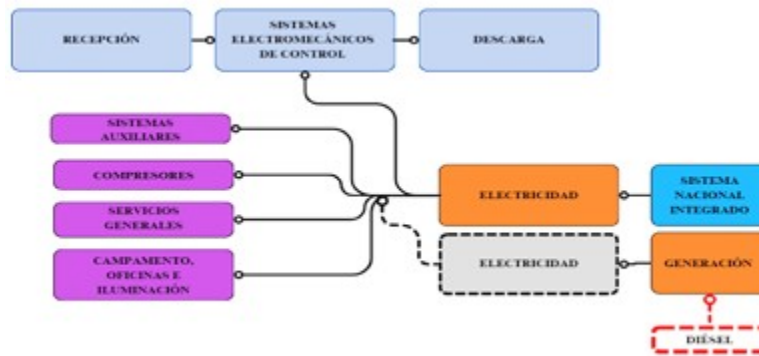 RECEPCIÓN
SISTEMAS
ELECTROMECÁNICOS
DE CONTROL
DESCARGA
SISTEMAS
AUXILIARES
COMPRESORES
SERVICIOS
GENERALES
CAMPAMENTO,
OFICINAS E
ILUMINACIÓN
ELECTRICIDAD
SISTEMA
NACIONAL
INTEGRADO
ELECTRICIDAD
GENERACIÓN
DIÉSEL